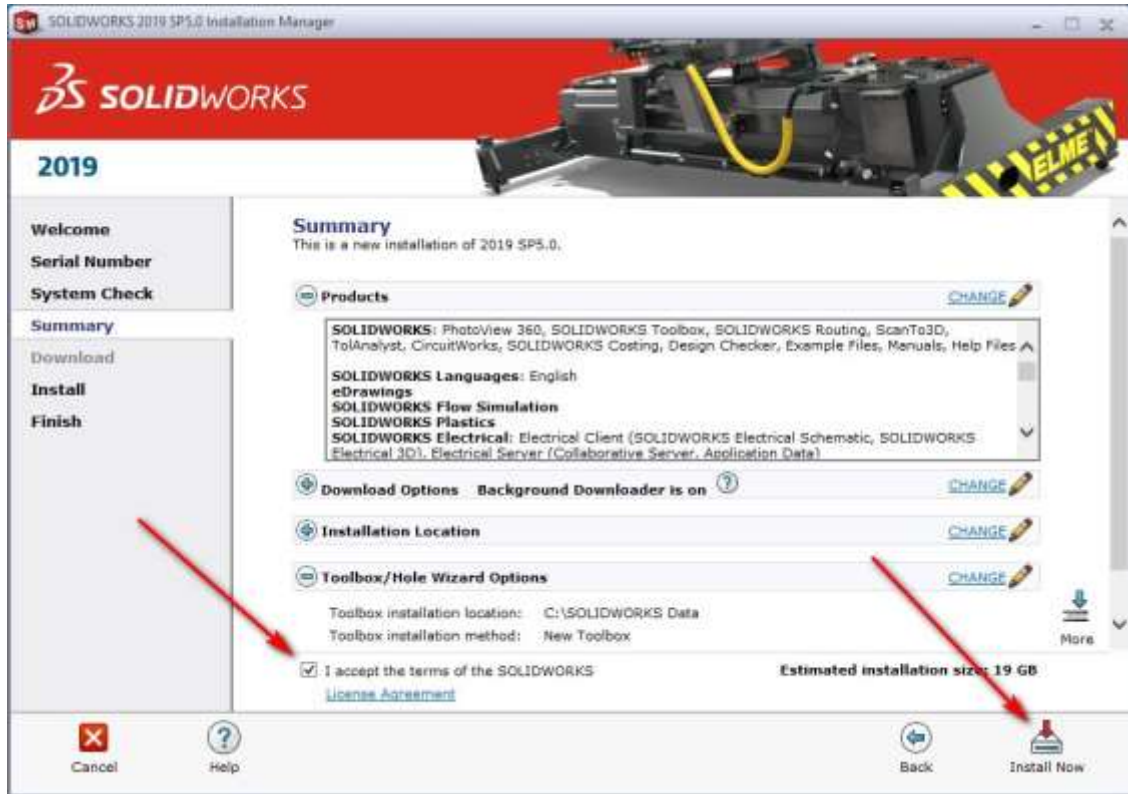 SOLIDWORKS 2019 SP5.0 Installation Manager
SOLIDWORKS
2019
ELME
Welcome
Serial Number
System Check
Summary
Download
Install
Finish
Summary
This is a new installation of 2019 SP5.0.
Products CHANGE
SOLIDWORKS: PhotoView 360, SOLIDWORKS Toolbox, SOLIDWORKS Routing, ScanTo3D,
TolAnalyst, CircuitWorks, SOLIDWORKS Costing, Design Checker, Example Files, Manuals, Help Files
SOLIDWORKS Languages: English
eDrawings
SOLIDWORKS Flow Simulation
SOLIDWORKS Plastics
SOLIDWORKS Electrical: Electrical Client (SOLIDWORKS Electrical Schematic, SOLIDWORKS
Electrical 3D), Electrical Server (Collaborative Server, Application Data)
Download Options Background Downloader is on ? CHANGE
Installation Location CHANGE
Toolbox/Hole Wizard Options CHANGE
Toolbox installation location: C:\SOLIDWORKS Data
Toolbox installation method: New Toolbox
More
I accept the terms of the SOLIDWORKS
License Agreement
Estimated installation size: 19 GB
Cancel
Help
Back
Install Now